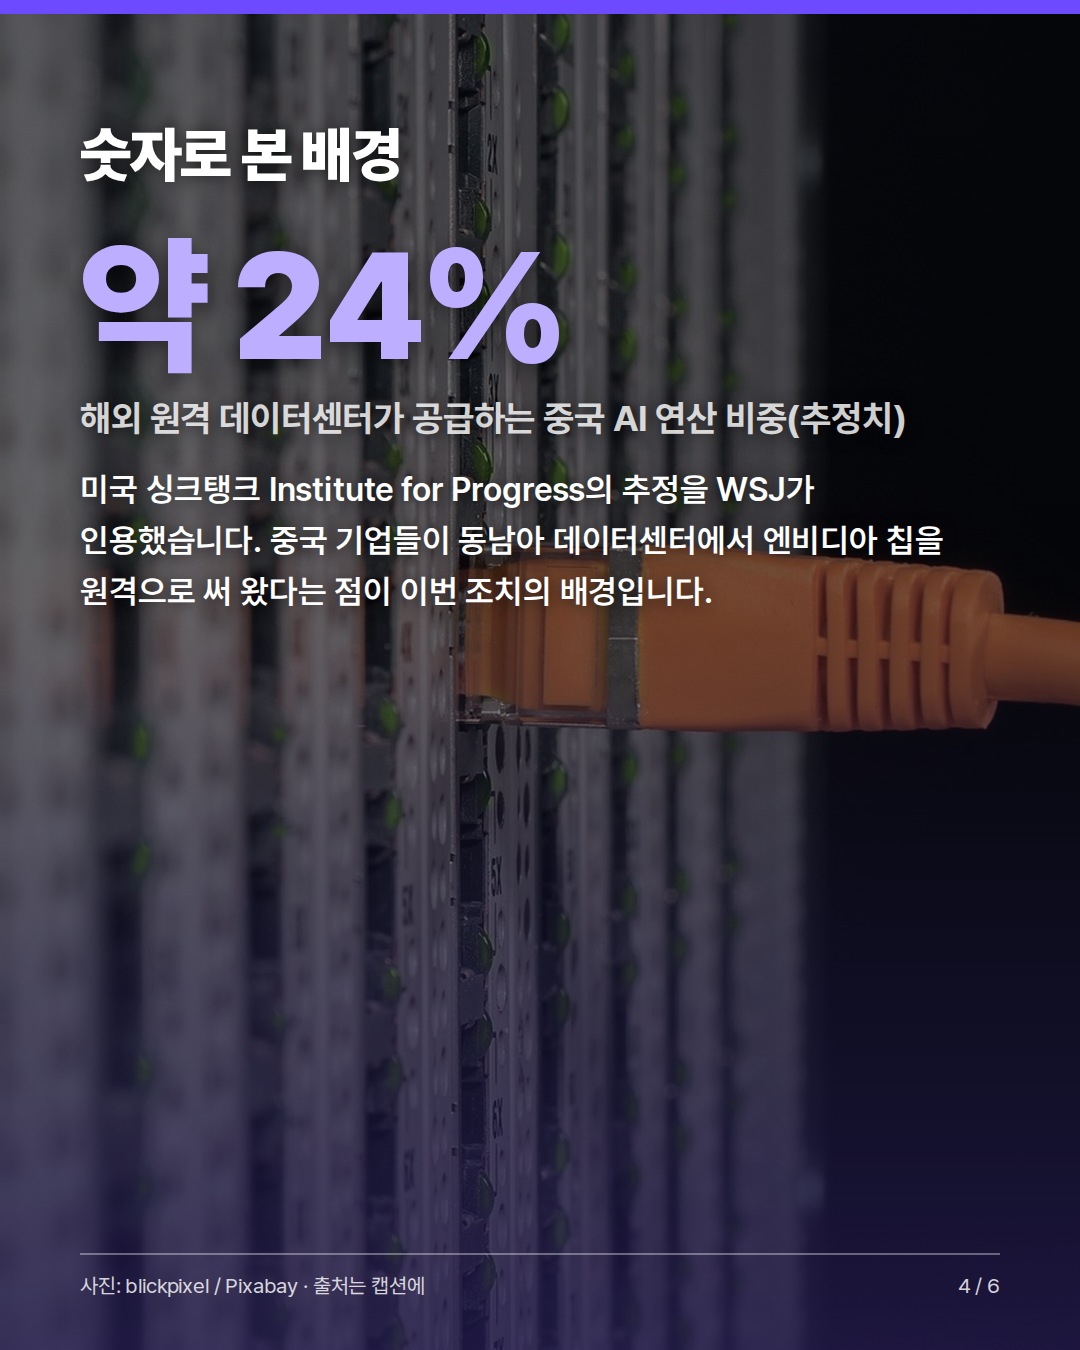 숫자로 본 배경
약 24%
해외 원격 데이터센터가 공급하는 중국 AI 연산 비중(추정치)
미국 싱크탱크 Institute for Progress의 추정을 WSJ가
인용했습니다. 중국 기업들이 동남아 데이터센터에서 엔비디아 칩을
원격으로 써 왔다는 점이 이번 조치의 배경입니다.
2X
3X
5X
6X
사진: blickpixel / Pixabay · 출처는 캡션에
4 / 6